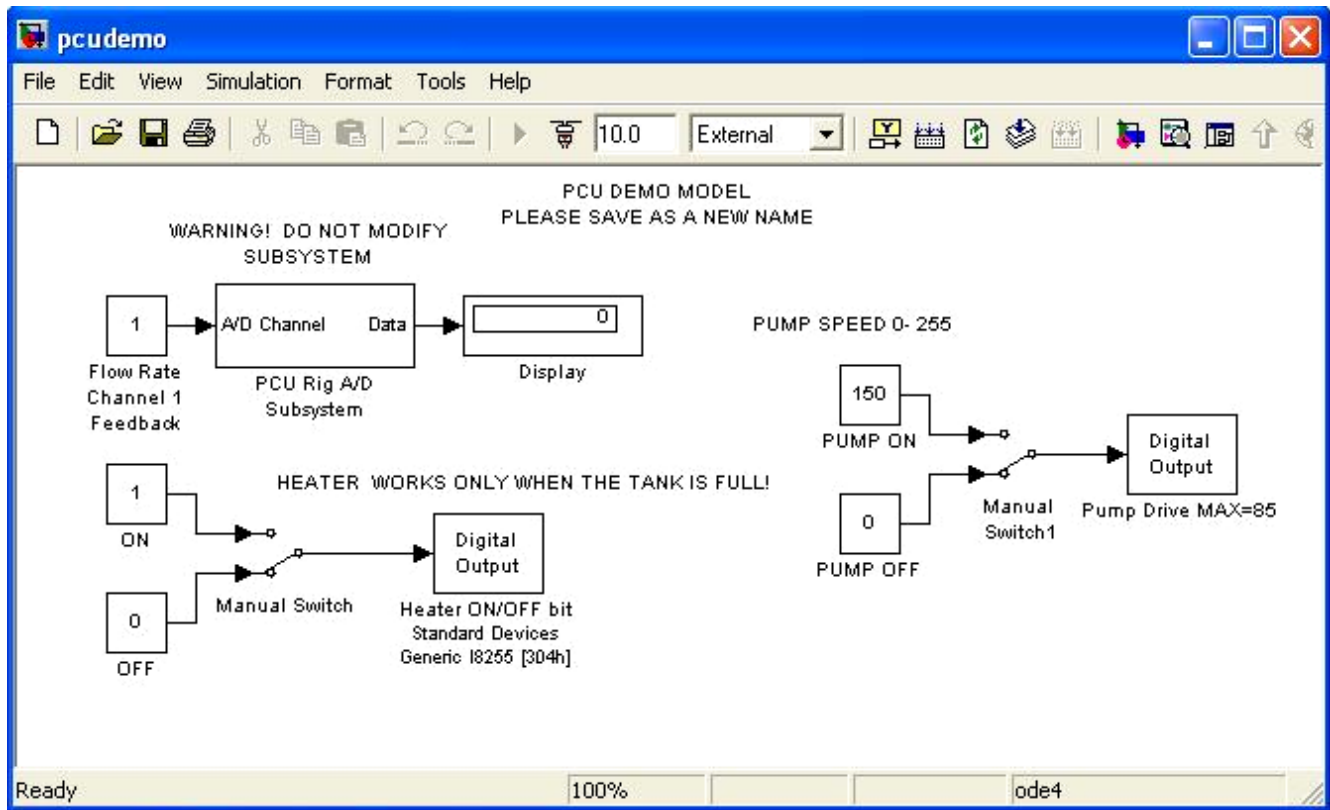 pcudemo
File Edit View Simulation Format Tools Help
10.0 External
PCU DEMO MODEL
PLEASE SAVE AS A NEW NAME
WARNING! DO NOT MODIFY
SUBSYSTEM
1
A/D Channel Data
0
Flow Rate
Channel 1
Feedback
PCU Rig A/D
Subsystem
Display
PUMP SPEED 0- 255
150
PUMP ON
0
PUMP OFF
Manual
Switch1
Digital
Output
Pump Drive MAX=85
HEATER WORKS ONLY WHEN THE TANK IS FULL!
1
ON
0
OFF
Manual Switch
Digital
Output
Heater ON/OFF bit
Standard Devices
Generic I8255 [304h]
Ready 100% ode4